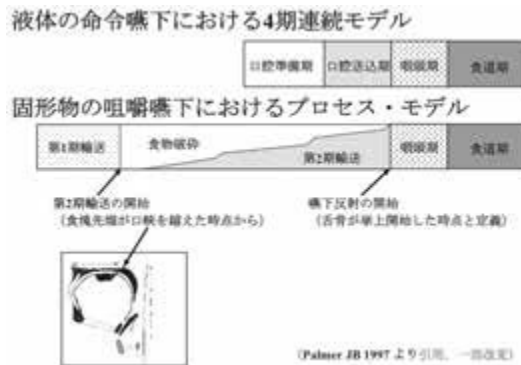 液体の命令嚥下における4期連続モデル
口腔準備期 口腔送込期 咽頭期 食道期
固形物の咀嚼嚥下におけるプロセス・モデル
第1期輸送 食物破砕 第2期輸送 咽頭期 食道期
第2期輸送の開始
(食塊先端が口峡を越えた時点から)
嚥下反射の開始
(舌骨が挙上開始した時点と定義)
(Palmer JB 1997 より引用、一部改変)